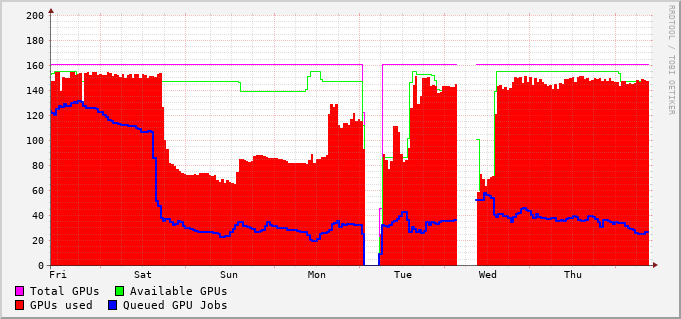 200
180
160
140
120
100
80
60
40
20
0
Fri Sat Sun Mon Tue Wed Thu
Total GPUs Available GPUs
GPUs used Queued GPU Jobs
RRDTOOL / TOBI OETIKER